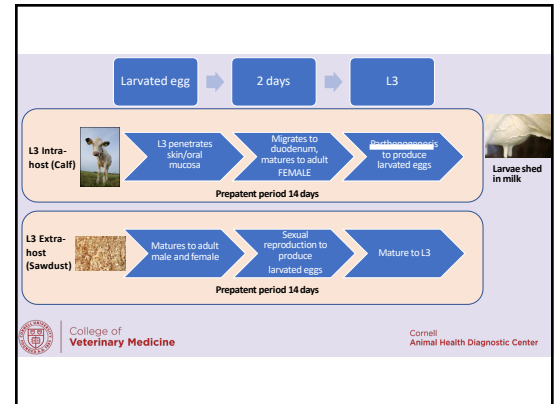 Larvated egg
2 days
L3
L3 Intra-
host (Calf)
L3 penetrates
skin/oral
mucosa
Migrates to
duodenum,
matures to adult
FEMALE
Parthenogenesis
to produce
larvated eggs
Prepatent period 14 days
Larvae shed
in milk
L3 Extra-
host
(Sawdust)
Matures to adult
male and female
Sexual
reproduction to
produce
larvated eggs
Mature to L3
Prepatent period 14 days
College of
Veterinary Medicine
Cornell
Animal Health Diagnostic Center